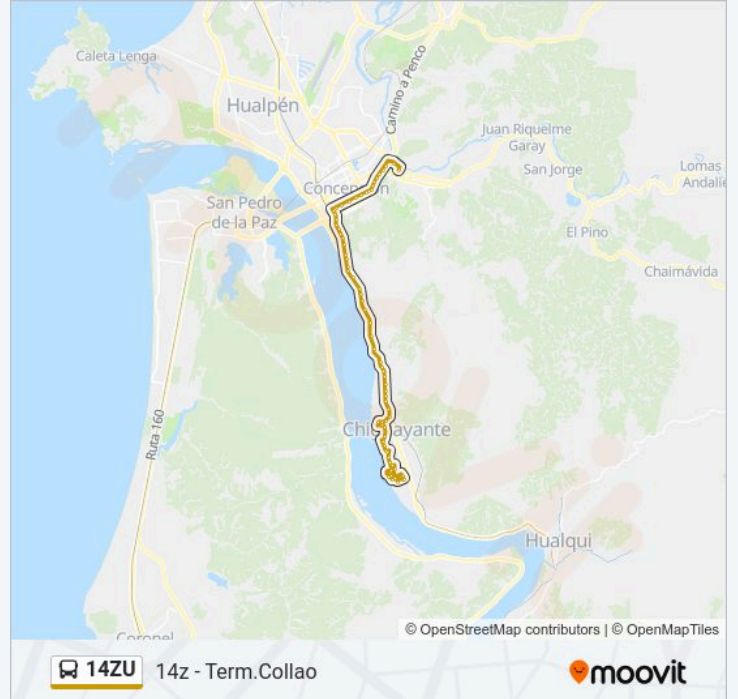 Caleta Lenga
Hualpén
Camino a Penco
Juan Riquelme
Garay
San Jorge
Lomas
Andalié
Concepción
San Pedro
de la Paz
El Pino
Chaimávida
Ruta 160
Chiguayante
Hualqui
Coronel
© OpenStreetMap contributors | © OpenMapTiles
14ZU
14z - Term.Collao
moovit